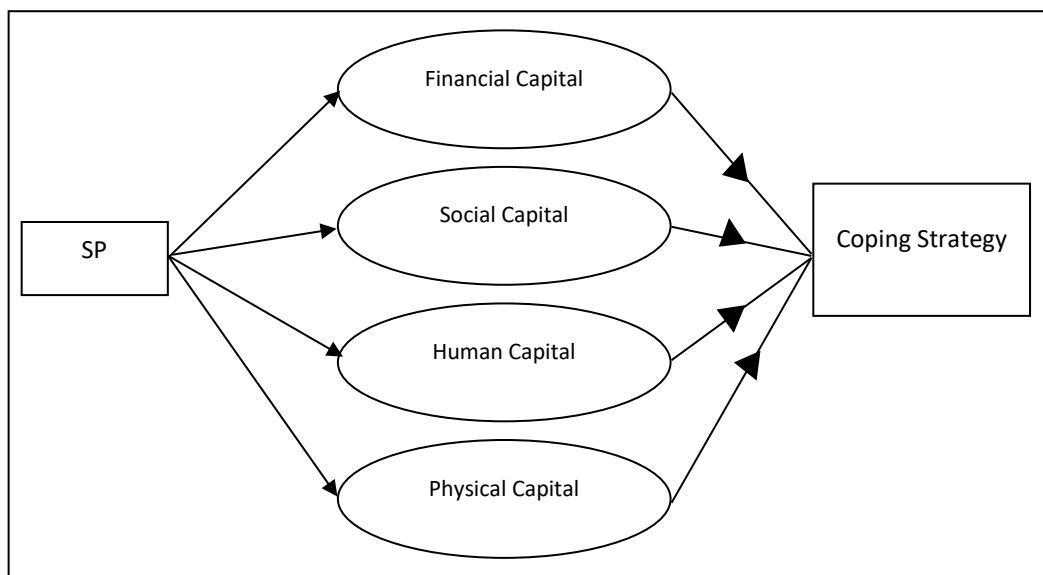 Financial Capital
Social Capital
SP
Coping Strategy
Human Capital
Physical Capital